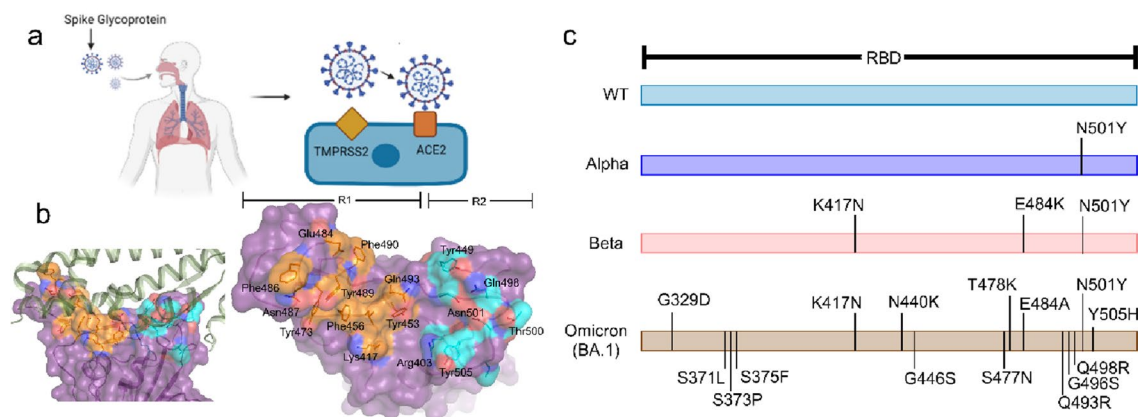 a
Spike Glycoprotein
TMPRSS2
ACE2
b
R1
R2
Glu484
Phe490
Phe486
Gln493
Tyr489
Asn487
Tyr473
Phe456
Tyr453
Lys417
Arg403
Tyr449
Gln498
Asn501
Thr500
Tyr505
c
RBD
WT
N501Y
Alpha
K417N
E484K
N501Y
Beta
G329D
K417N
N440K
T478K
E484A
N501Y
Y505H
Omicron
(BA.1)
S371L
S373P
S375F
G446S
S477N
Q493R
G496S
Q498R